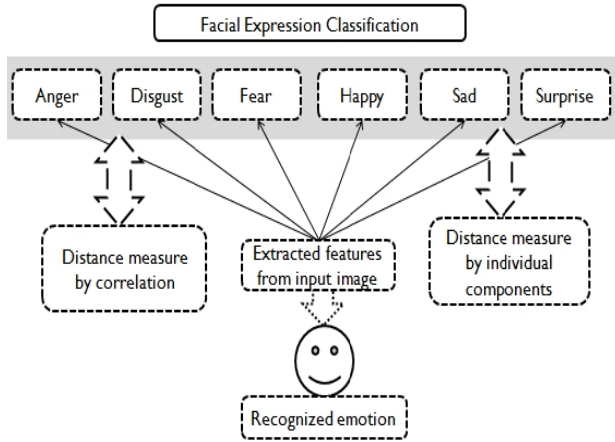 Facial Expression Classification
Anger
Disgust
Fear
Happy
Sad
Surprise
Distance measure
by correlation
Extracted features
from input image
Distance measure
by individual
components
Recognized emotion